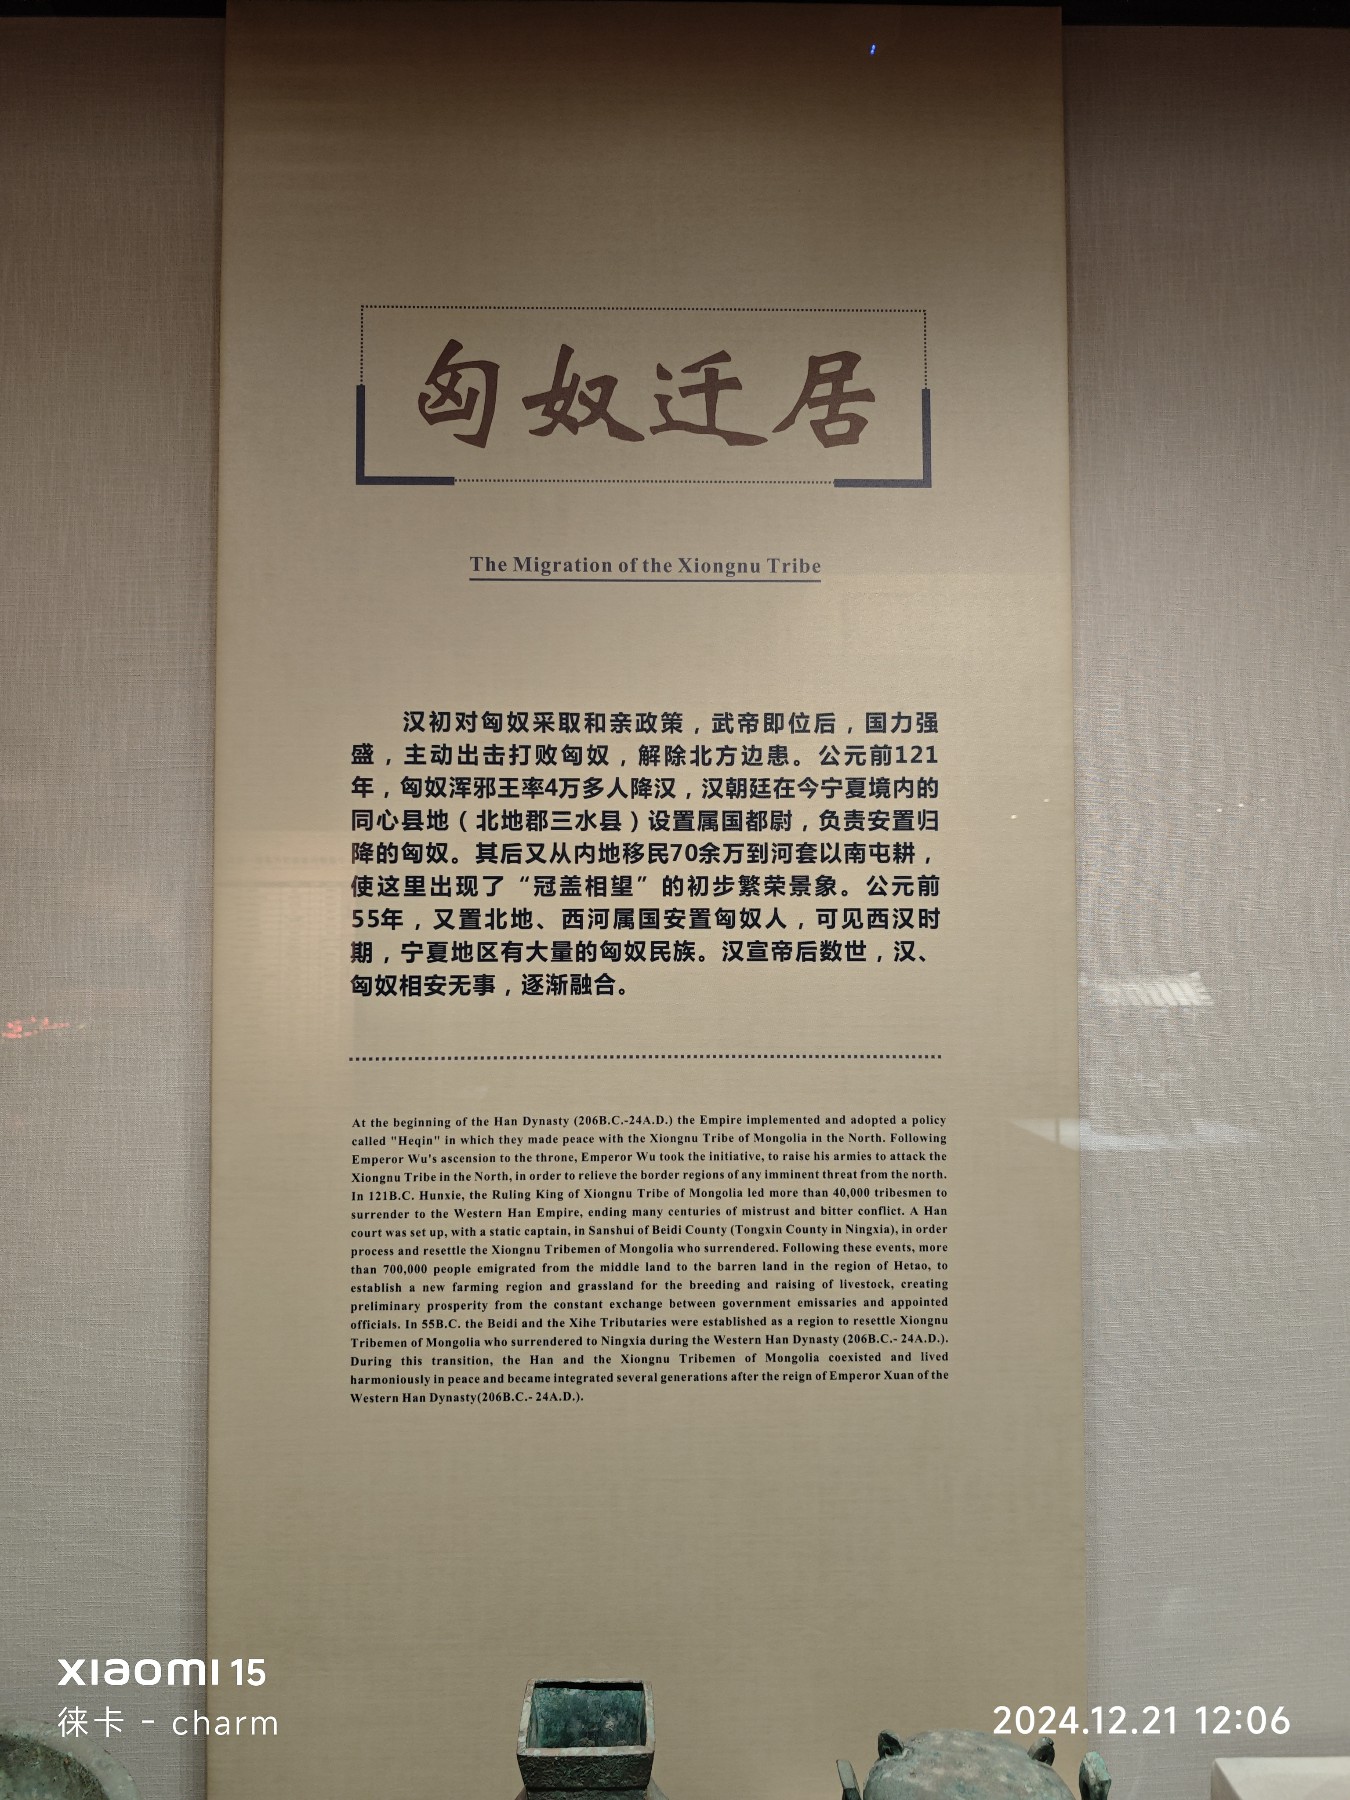 匈奴迁居
The Migration of the Xiongnu Tribe
汉初对匈奴采取和亲政策，武帝即位后，国力强
盛，主动出击打败匈奴，解除北方边患。公元前121
年，匈奴浑邪王率4万多人降汉，汉朝廷在今宁夏境内的
同心县地（北地郡三水县）设置属国都尉，负责安置归
降的匈奴。其后又从内地移民70余万到河套以南屯耕，
使这里出现了“冠盖相望”的初步繁荣景象。公元前
55年，又置北地、西河属国安置匈奴人，可见西汉时
期，宁夏地区有大量的匈奴民族。汉宣帝后数世，汉、
匈奴相安无事，逐渐融合。
At the beginning of the Han Dynasty (206B.C.-24A.D.) the Empire implemented and adopted a policy
called "Heqin" in which they made peace with the Xiongnu Tribe of Mongolia in the North. Following
Emperor Wu's ascension to the throne, Emperor Wu took the initiative, to raise his armies to attack the
Xiongnu Tribe in the North, in order to relieve the border regions of any imminent threat from the north.
In 121B.C. Hunxie, the Ruling King of Xiongnu Tribe of Mongolia led more than 40,000 tribesmen to
surrender to the Western Han Empire, ending many centuries of mistrust and bitter conflict. A Han
court was set up, with a static captain, in Sanshui of Beidi County (Tongxin County in Ningxia), in order
process and resettle the Xiongnu Tribemen of Mongolia who surrendered. Following these events, more
than 700,000 people emigrated from the middle land to the barren land in the region of Hetao, to
establish a new farming region and grassland for the breeding and raising of livestock, creating
preliminary prosperity from the constant exchange between government emissaries and appointed
officials. In 55B.C. the Beidi and the Xihe Tributaries were established as a region to resettle Xiongnu
Tribemen of Mongolia who surrendered to Ningxia during the Western Han Dynasty (206B.C.- 24A.D.).
During this transition, the Han and the Xiongnu Tribemen of Mongolia coexisted and lived
harmoniously in peace and became integrated several generations after the reign of Emperor Xuan of the
Western Han Dynasty(206B.C.- 24A.D.).
xiaomi 15
徕卡 - charm
2024.12.21 12:06